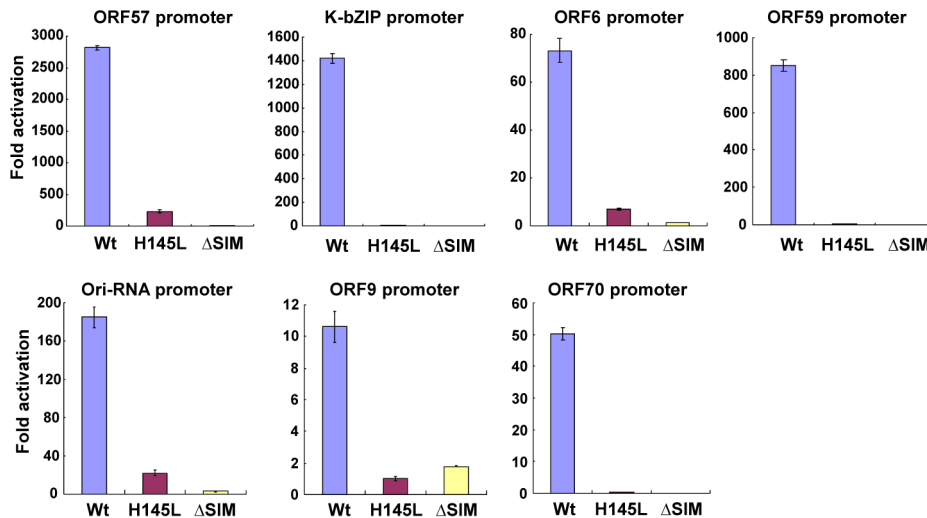 ORF57 promoter
K-bZIP promoter
ORF6 promoter
ORF59 promoter
Fold activation
3000
2500
2000
1500
1000
500
0
1600
1400
1200
1000
800
600
400
200
0
80
60
40
20
0
1000
800
600
400
200
0
Wt H145L ΔSIM
Wt H145L ΔSIM
Wt H145L ΔSIM
Wt H145L ΔSIM
Ori-RNA promoter
ORF9 promoter
ORF70 promoter
Fold activation
200
160
120
80
40
0
12
10
8
6
4
2
0
60
50
40
30
20
10
0
Wt H145L ΔSIM
Wt H145L ΔSIM
Wt H145L ΔSIM